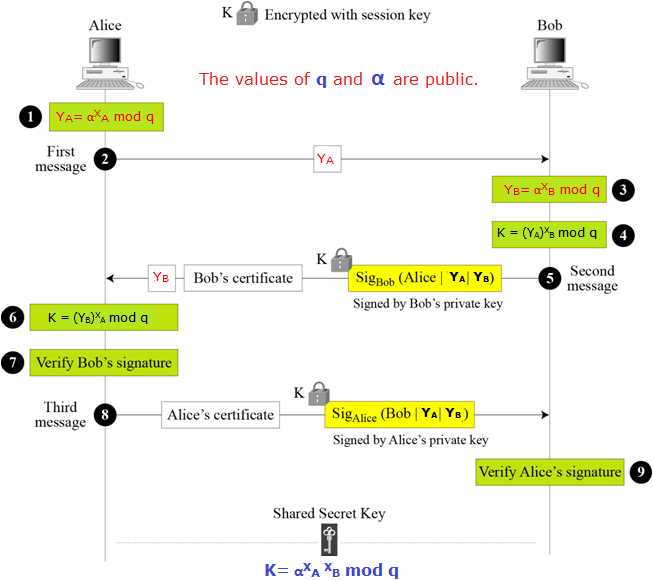 Alice
K Encrypted with session key
Bob
The values of q and α are public.
1 YA= α^XA mod q
First message 2
YA
YB= α^XB mod q 3
K = (YA)^XB mod q 4
K
YB Bob's certificate SigBob (Alice | YA| YB) 5 Second message
Signed by Bob's private key
6 K = (YB)^XA mod q
7 Verify Bob's signature
K
Third message 8 Alice's certificate SigAlice (Bob | YA| YB)
Signed by Alice's private key
Verify Alice's signature 9
Shared Secret Key
K= α^XA XB mod q